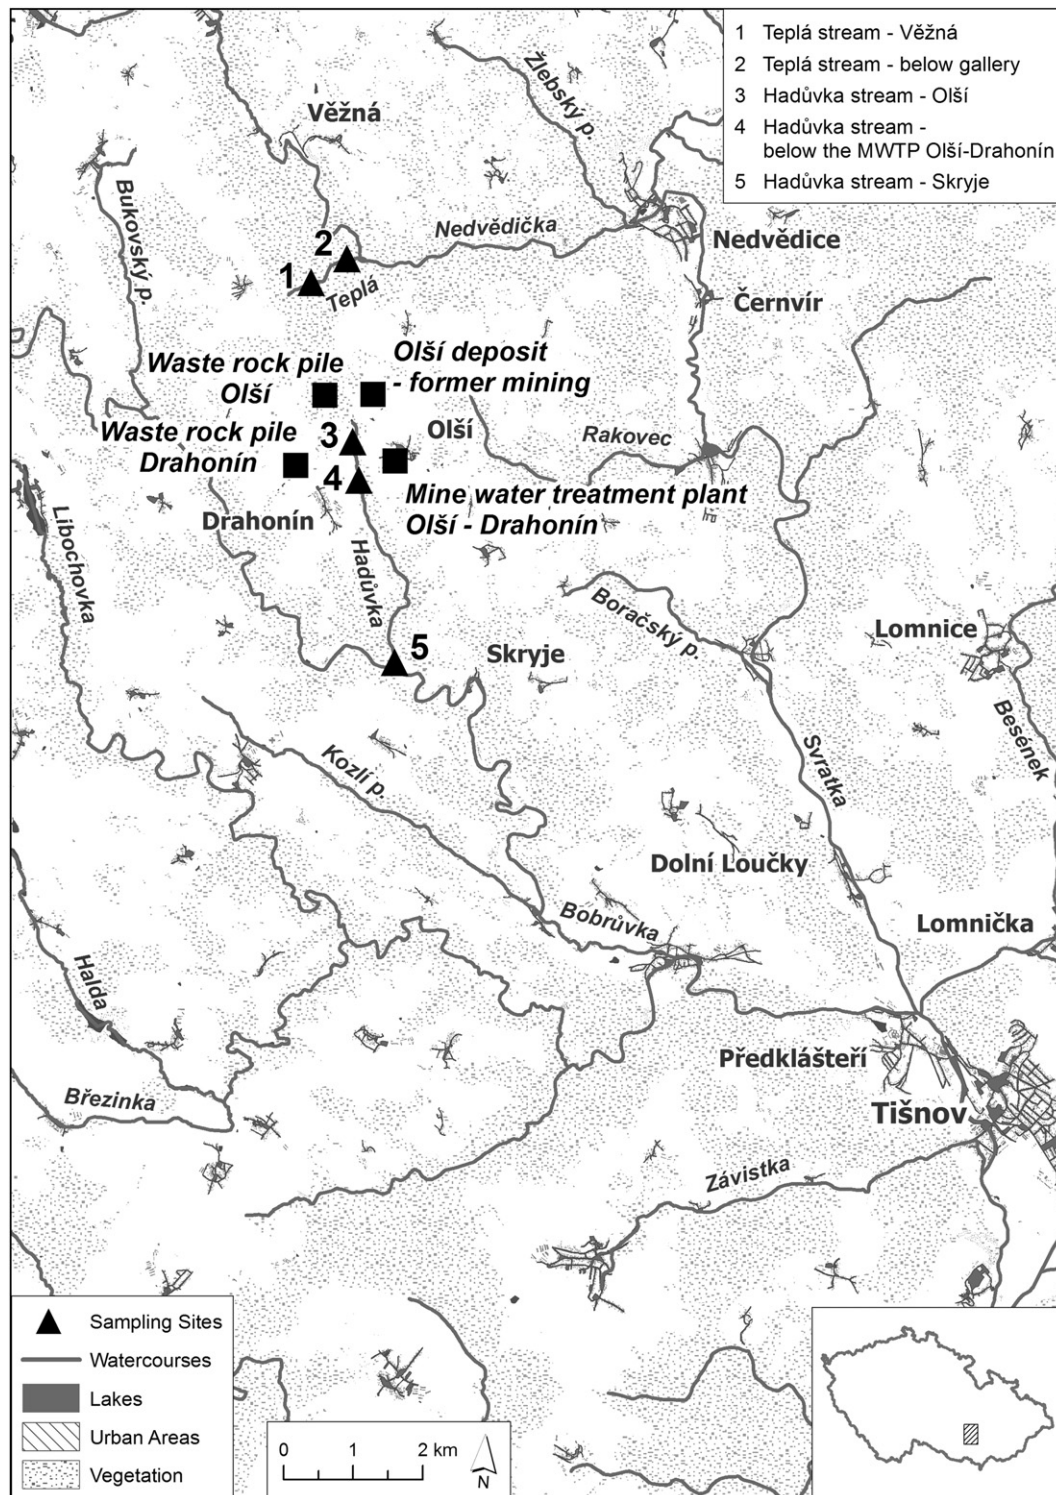 1 Teplá stream - Věžná
2 Teplá stream - below gallery
3 Hadůvka stream - Olší
4 Hadůvka stream -
below the MWTP Olší-Drahonín
5 Hadůvka stream - Skryje
Žlebský p.
Věžná
Bukovský p.
Nedvědička
Nedvědice
2
1
Teplá
Černvír
Waste rock pile
Olší
Olší deposit
- former mining
Waste rock pile
Drahonín
3
Olší
Rakovec
4
Mine water treatment plant
Olší - Drahonín
Drahonín
Libochovka
Hadůvka
Boračský p.
Lomnice
5
Skryje
Besének
Svratka
Kozlí p.
Dolní Loučky
Bobrůvka
Lomnička
Halda
Předklášteří
Březinka
Tišnov
Závistka
Sampling Sites
Watercourses
Lakes
Urban Areas
Vegetation
0 1 2 km
N